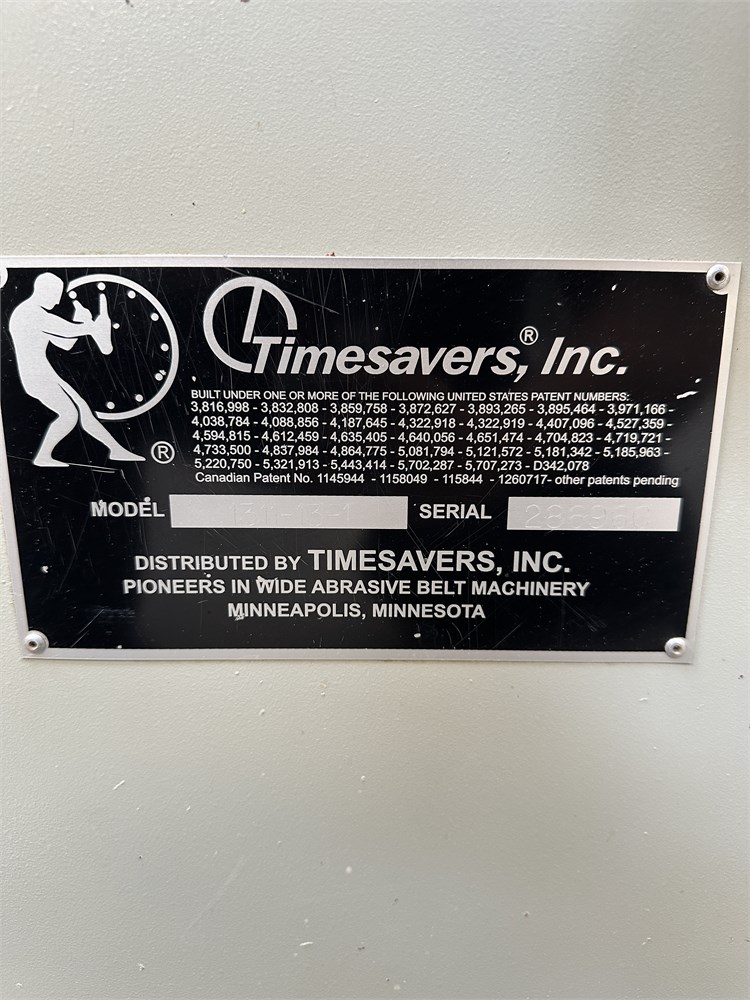 Timesavers,® Inc.
BUILT UNDER ONE OR MORE OF THE FOLLOWING UNITED STATES PATENT NUMBERS:
3,816,998 - 3,832,808 - 3,859,758 - 3,872,627 - 3,893,265 - 3,895,464 - 3,971,166 -
4,038,784 - 4,088,856 - 4,187,645 - 4,322,918 - 4,322,919 - 4,407,096 - 4,527,359 -
4,594,815 - 4,612,459 - 4,635,405 - 4,640,056 - 4,651,474 - 4,704,823 - 4,719,721 -
4,733,500 - 4,837,984 - 4,864,775 - 5,081,794 - 5,121,572 - 5,181,342 - 5,185,963 -
5,220,750 - 5,321,913 - 5,443,414 - 5,702,287 - 5,707,273 - D342,078
Canadian Patent No. 1145944 - 1158049 - 115844 - 1260717- other patents pending
®
MODEL
SERIAL
DISTRIBUTED BY TIMESAVERS, INC.
PIONEERS IN WIDE ABRASIVE BELT MACHINERY
MINNEAPOLIS, MINNESOTA